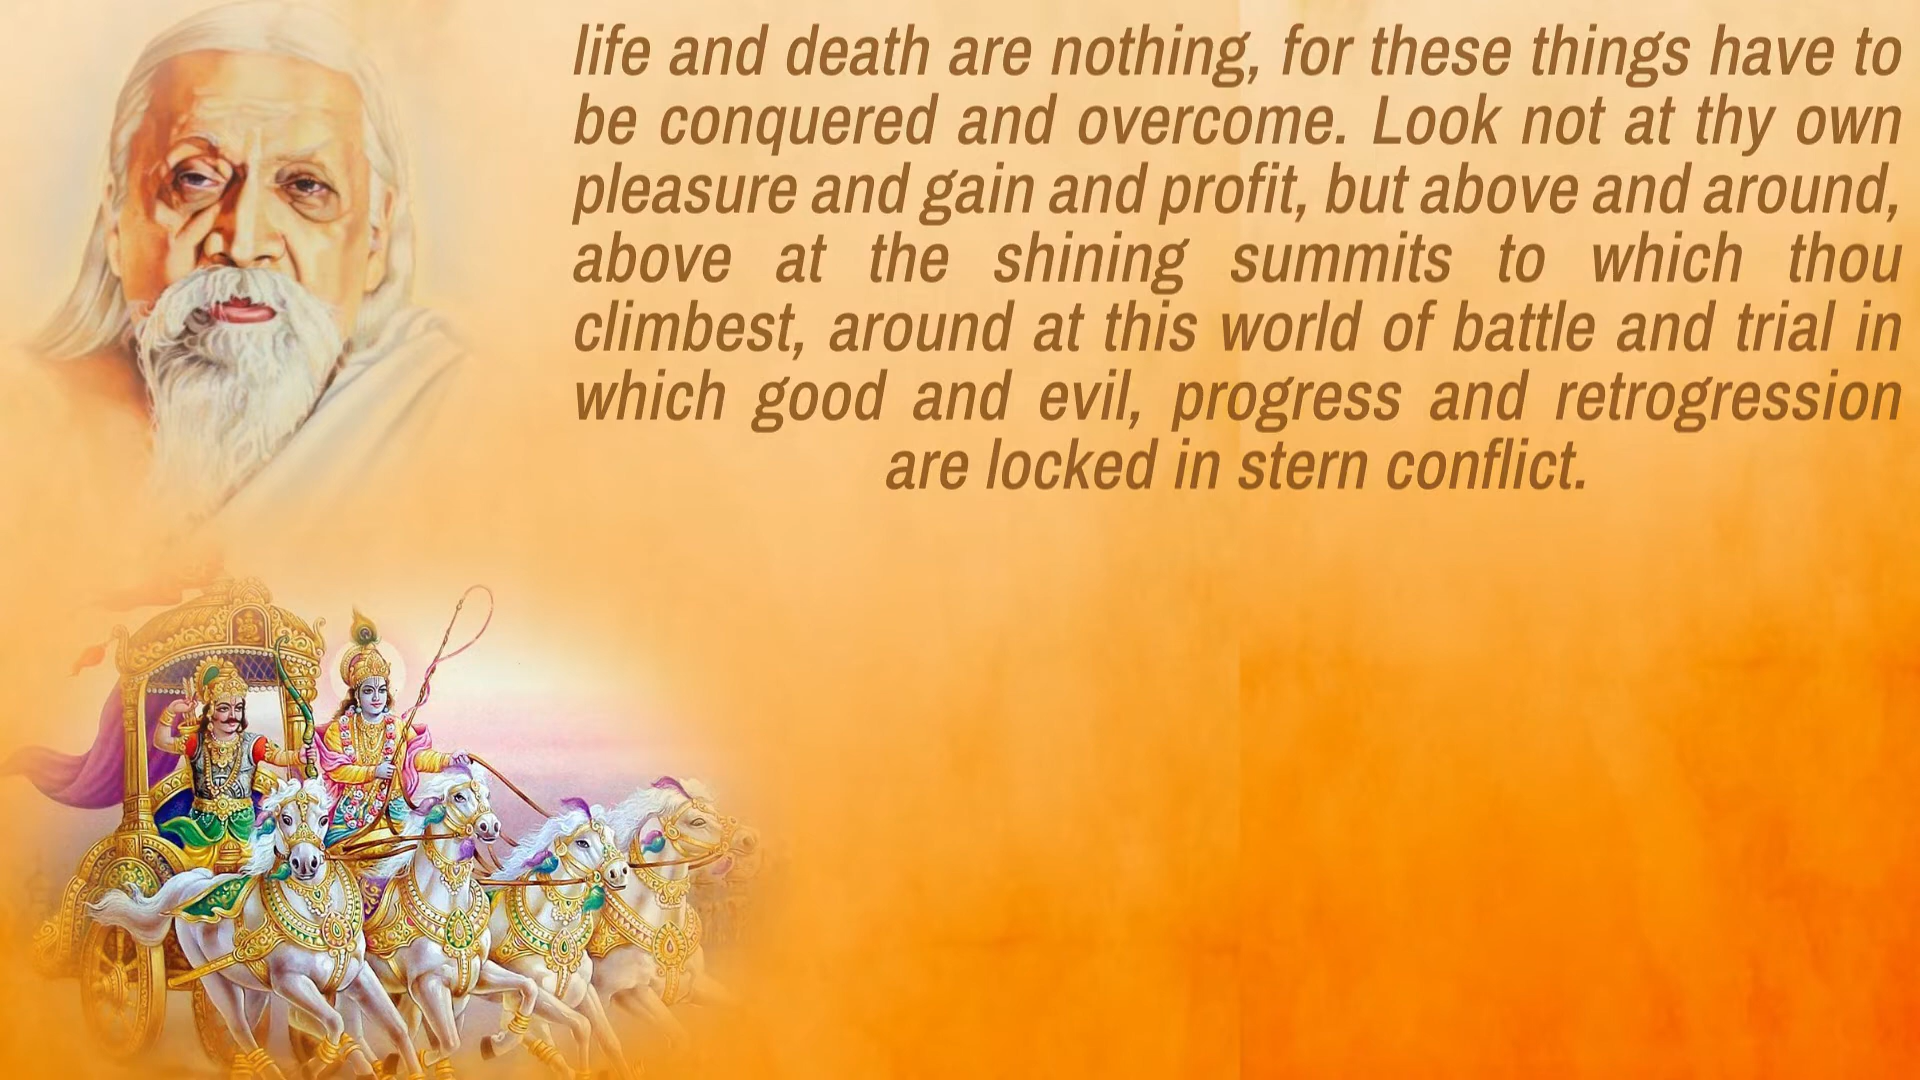 life and death are nothing, for these things have to
be conquered and overcome. Look not at thy own
pleasure and gain and profit, but above and around,
above at the shining summits to which thou
climbest, around at this world of battle and trial in
which good and evil, progress and retrogression
are locked in stern conflict.